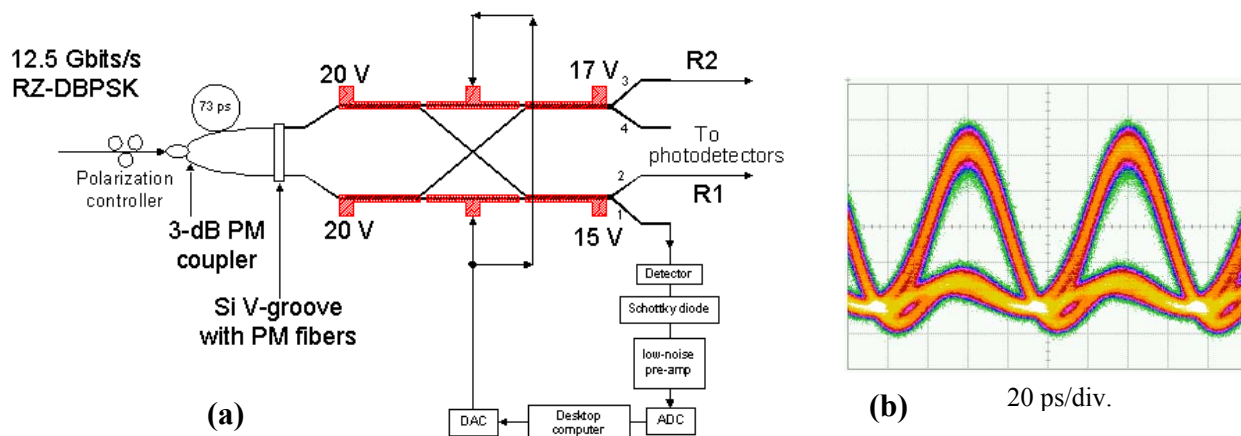 12.5 Gbits/s
RZ-DBPSK
73 ps
Polarization
controller
3-dB PM
coupler
Si V-groove
with PM fibers
20 V
20 V
17 V
15 V
3
R2
4
To
photodetectors
2
R1
1
Detector
Schottky diode
low-noise
pre-amp
ADC
Desktop
computer
DAC
(a)
(b)
20 ps/div.